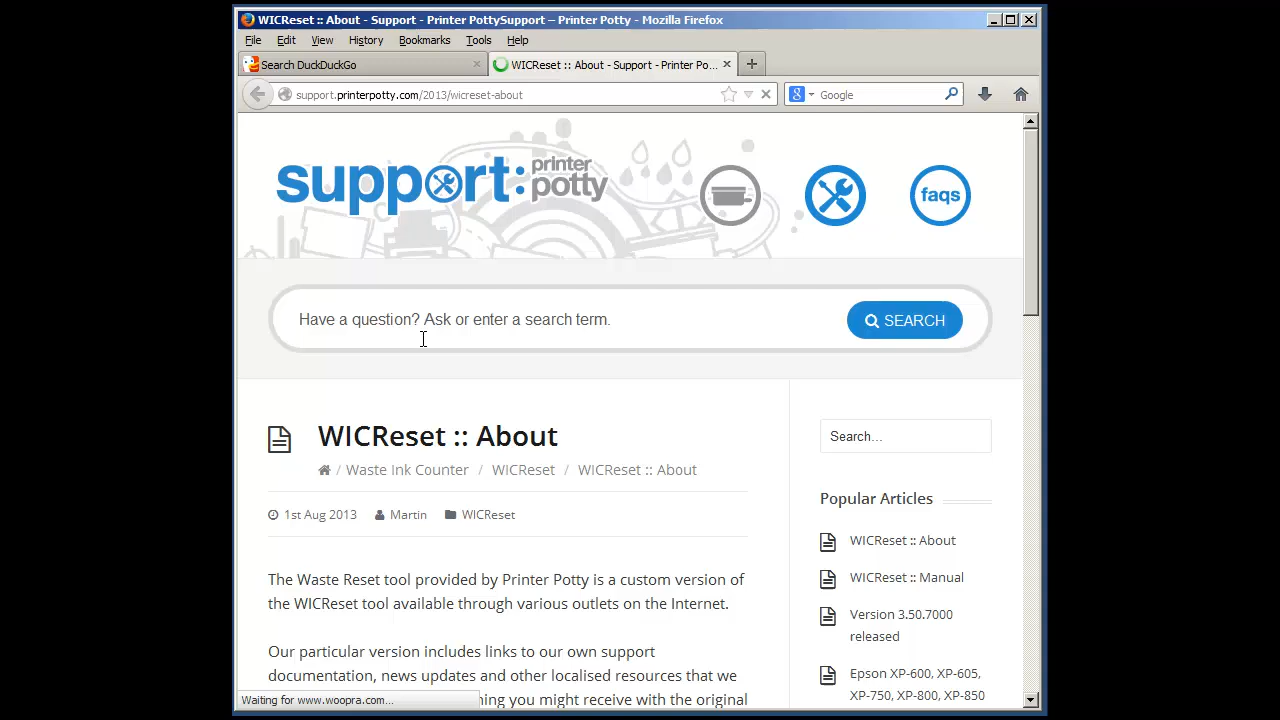 WICReset :: About - Support - Printer PottySupport – Printer Potty - Mozilla Firefox
File Edit View History Bookmarks Tools Help
Search DuckDuckGo × WICReset :: About - Support - Printer Po... × +
support.printerpotty.com/2013/wicreset-about Google
support: printer potty
faqs
Have a question? Ask or enter a search term. SEARCH
WICReset :: About
/ Waste Ink Counter / WICReset / WICReset :: About
1st Aug 2013 Martin WICReset
The Waste Reset tool provided by Printer Potty is a custom version of
the WICReset tool available through various outlets on the Internet.
Our particular version includes links to our own support
documentation, news updates and other localised resources that we
ning you might receive with the original
Search...
Popular Articles
WICReset :: About
WICReset :: Manual
Version 3.50.7000
released
Epson XP-600, XP-605,
XP-750, XP-800, XP-850
Waiting for www.woopra.com...